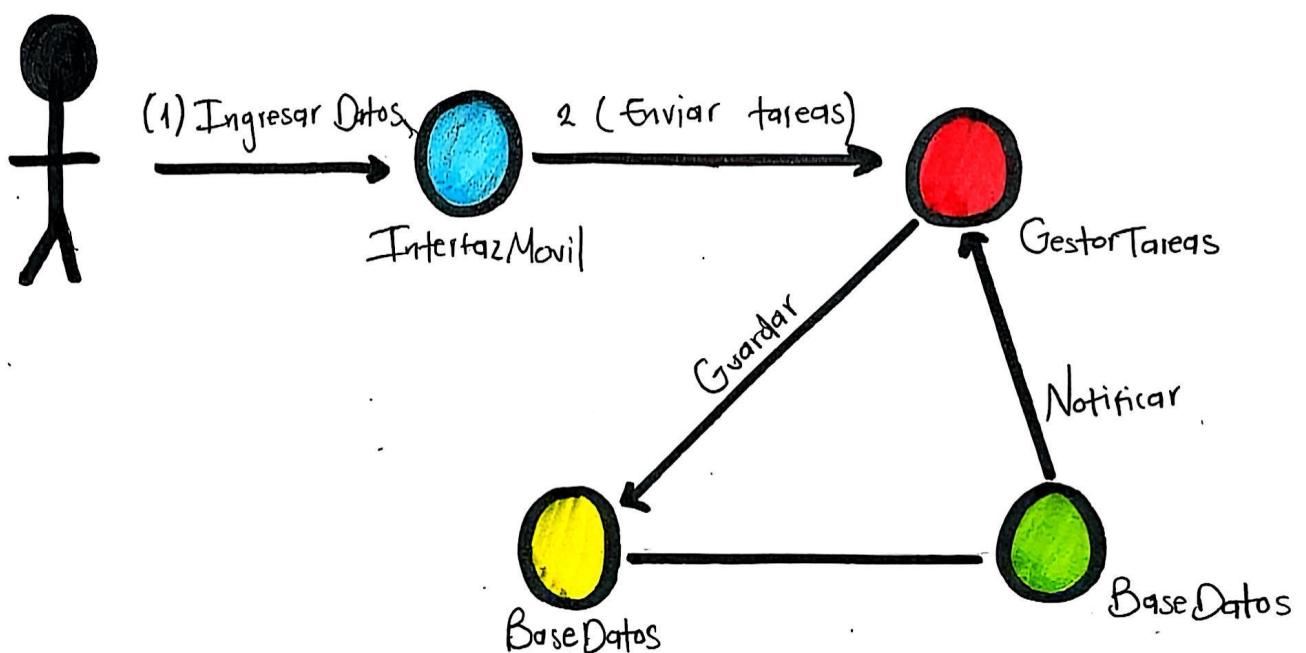 (1) Ingresar Datos
2 (Enviar tareas)
InterfazMovil
GestorTareas
Guardar
Notificar
BaseDatos
BaseDatos